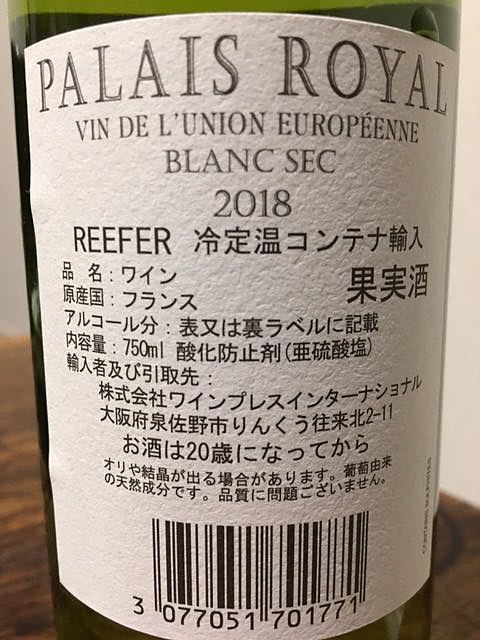 PALAIS ROYAL
VIN DE L'UNION EUROPÉENNE
BLANC SEC
2018
REEFER 冷定温コンテナ輸入
品 名：ワイン
果実酒
原産国：フランス
アルコール分：表又は裏ラベルに記載
内容量：750ml 酸化防止剤(亜硫酸塩)
輸入者及び引取先：
株式会社ワインプレスインターナショナル
大阪府泉佐野市りんくう往来北2-11
お酒は20歳になってから
オリや結晶が出る場合があります。葡萄由来
の天然成分です。品質に問題ございません。
CONTAINS SULPHITES
3 077051 701771